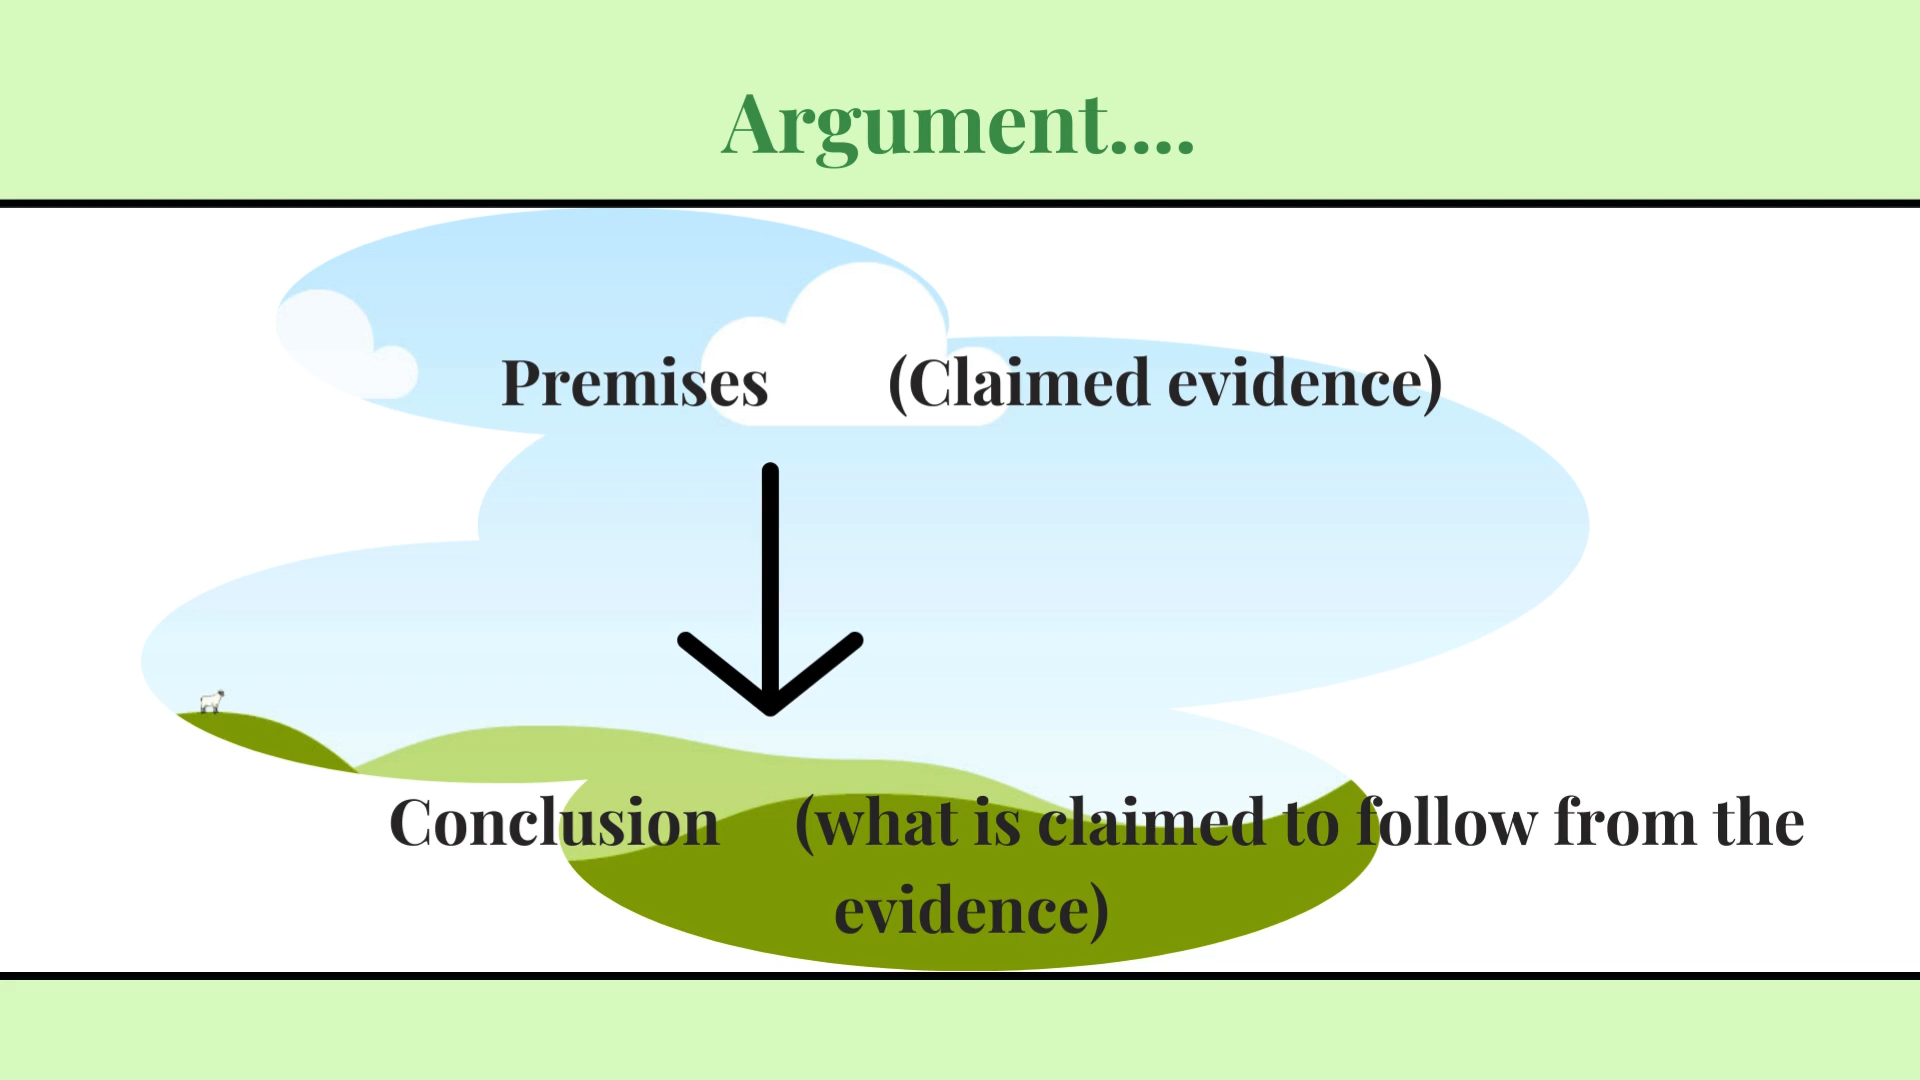 Argument....
Premises (Claimed evidence)
Conclusion (what is claimed to follow from the
evidence)